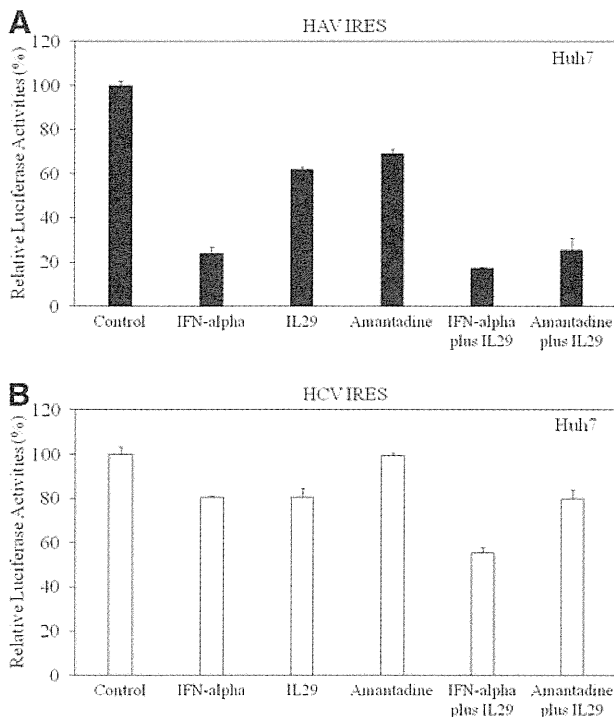 A
HAV IRES
Huh7
Relative Luciferase Activities (%)
120
100
80
60
40
20
0
Control IFN-alpha IL29 Amantadine IFN-alpha plus IL29 Amantadine plus IL29
B
HCV IRES
Huh7
Relative Luciferase Activities (%)
120
100
80
60
40
20
0
Control IFN-alpha IL29 Amantadine IFN-alpha plus IL29 Amantadine plus IL29